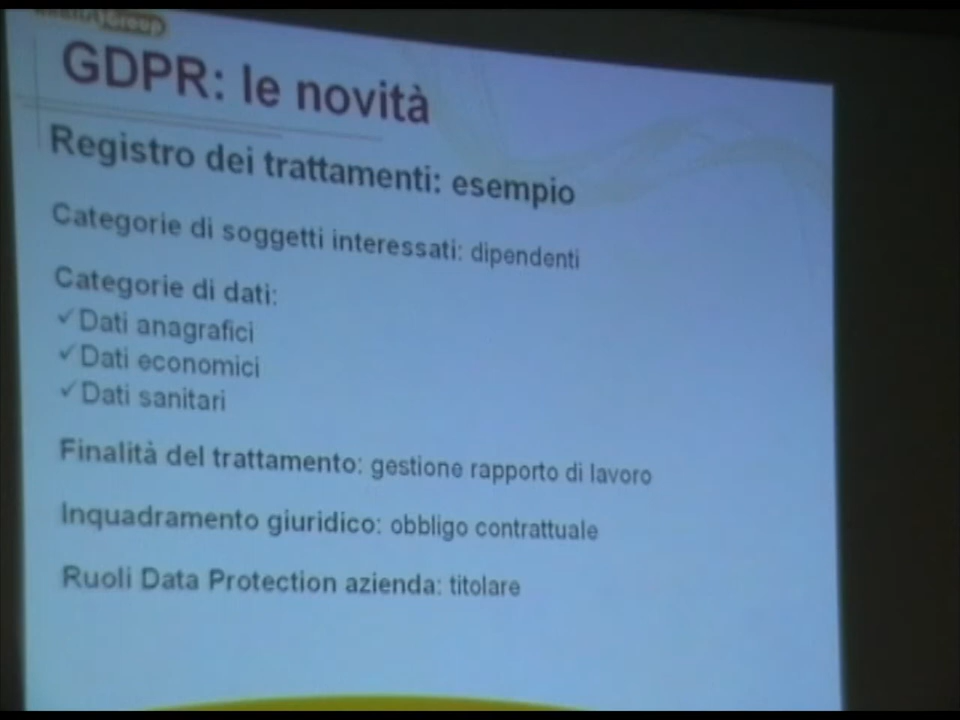 Group
GDPR: le novità
Registro dei trattamenti: esempio
Categorie di soggetti interessati: dipendenti
Categorie di dati:
✓Dati anagrafici
✓Dati economici
✓Dati sanitari
Finalità del trattamento: gestione rapporto di lavoro
Inquadramento giuridico: obbligo contrattuale
Ruoli Data Protection azienda: titolare